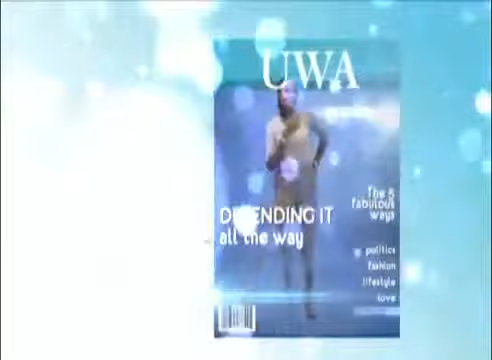 UWA
The 5
fabulous
ways
DEFENDING IT
all the way
politics
fashion
lifestyle
love